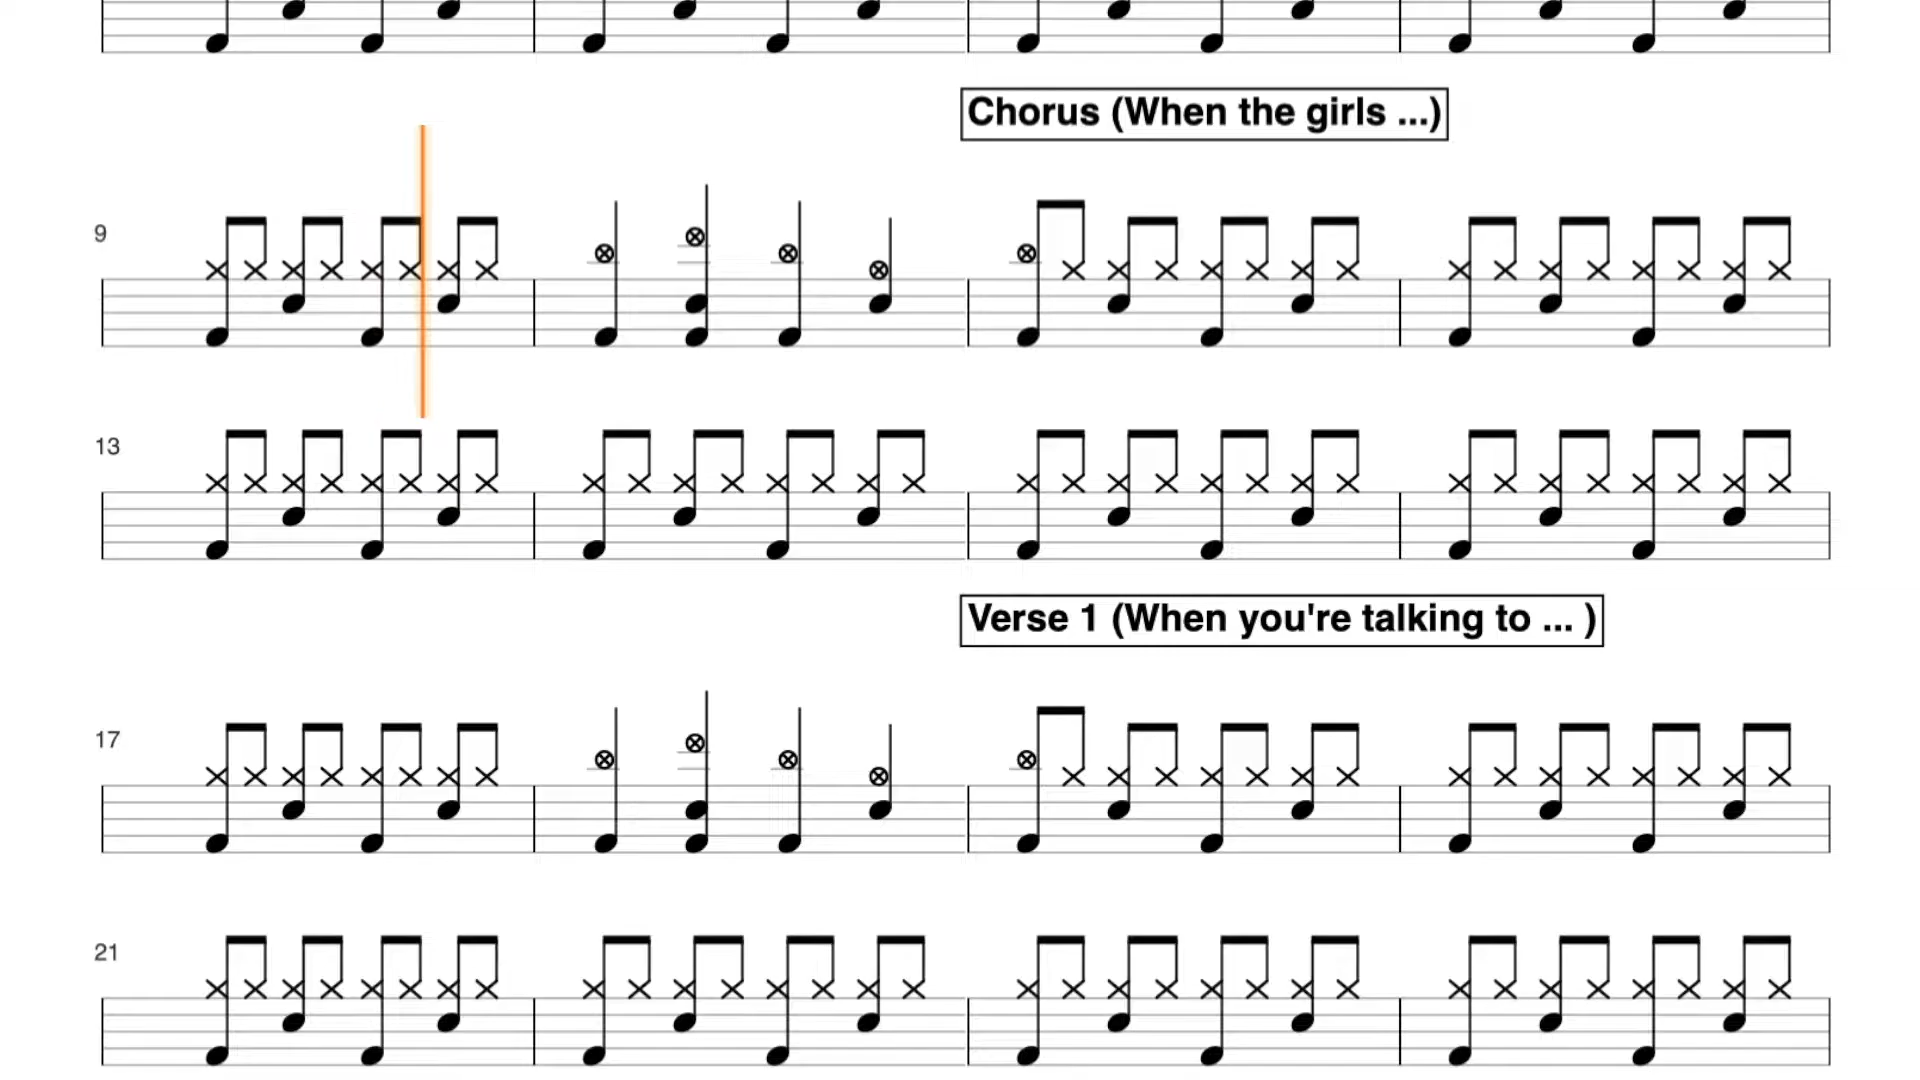 Chorus (When the girls ...)
9
13
Verse 1 (When you're talking to ... )
17
21